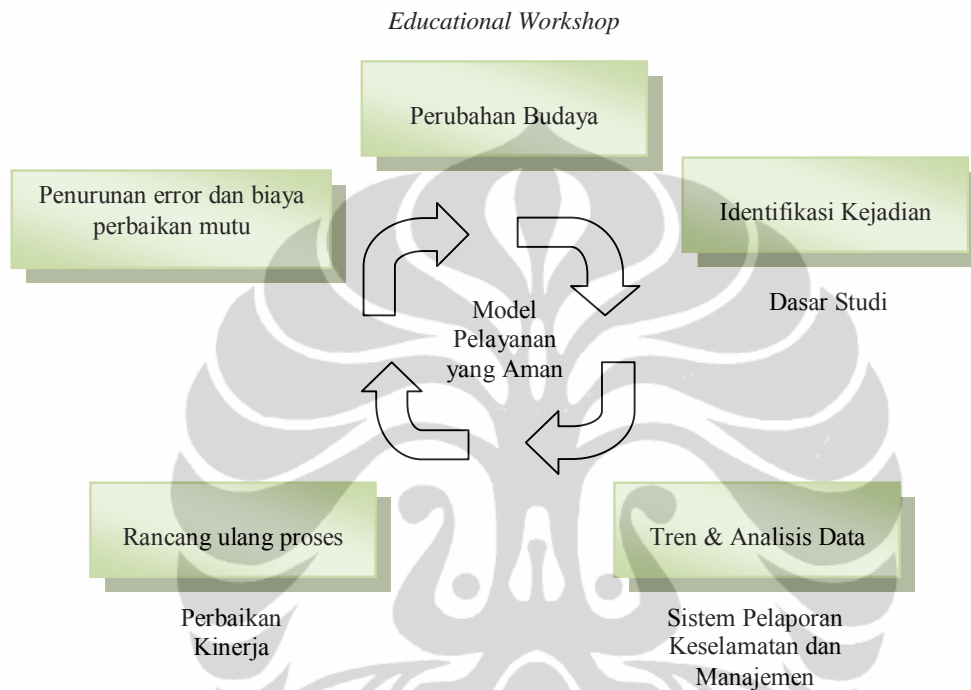 Educational Workshop
Perubahan Budaya
Penurunan error dan biaya
perbaikan mutu
Identifikasi Kejadian
Dasar Studi
Model
Pelayanan
yang Aman
Rancang ulang proses
Tren & Analisis Data
Perbaikan
Kinerja
Sistem Pelaporan
Keselamatan dan
Manajemen